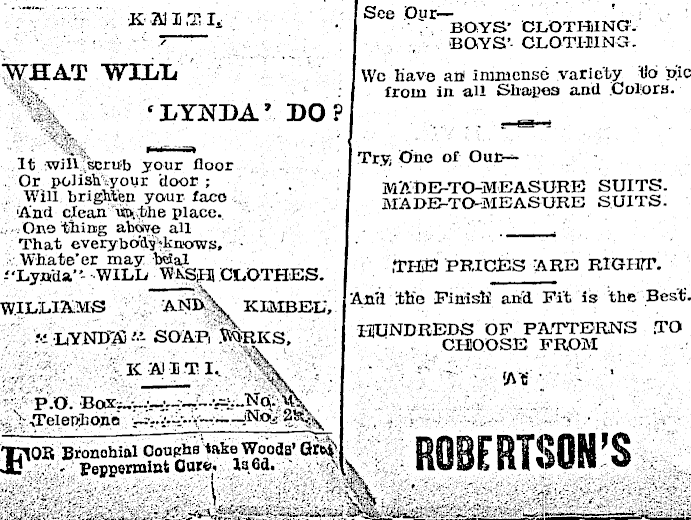 KAITI.
WHAT WILL
'LYNDA' DO?
It will scrub your floor
Or polish your door;
Will brighten your face
And clean up the place.
One thing above all
That everybody knows,
Whate'er may befal
"Lynda" WILL WASH CLOTHES.
WILLIAMS AND KIMBEL,
"LYNDA" SOAP WORKS,
KAITI.
P.O. Box No.
Telephone No.
FOR Bronchial Coughs take Woods' Great
Peppermint Cure. 1s 6d.
See Our—
BOYS' CLOTHING.
BOYS' CLOTHING.
We have an immense variety to pic
from in all Shapes and Colors.
Try One of Our—
MADE-TO-MEASURE SUITS.
MADE-TO-MEASURE SUITS.
THE PRICES ARE RIGHT.
And the Finish and Fit is the Best.
HUNDREDS OF PATTERNS TO
CHOOSE FROM
At
ROBERTSON'S